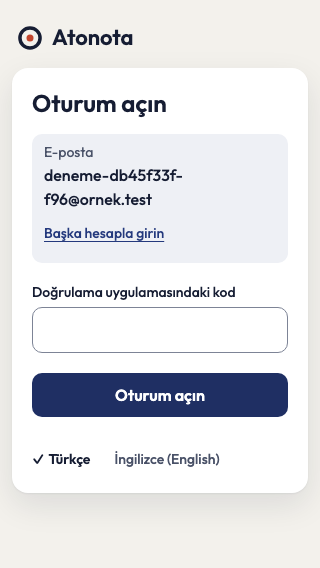 Atonota
Oturum açın
E-posta
deneme-db45f33f-
f96@ornek.test
Başka hesapla girin
Doğrulama uygulamasındaki kod
Oturum açın
✓ Türkçe
İngilizce (English)